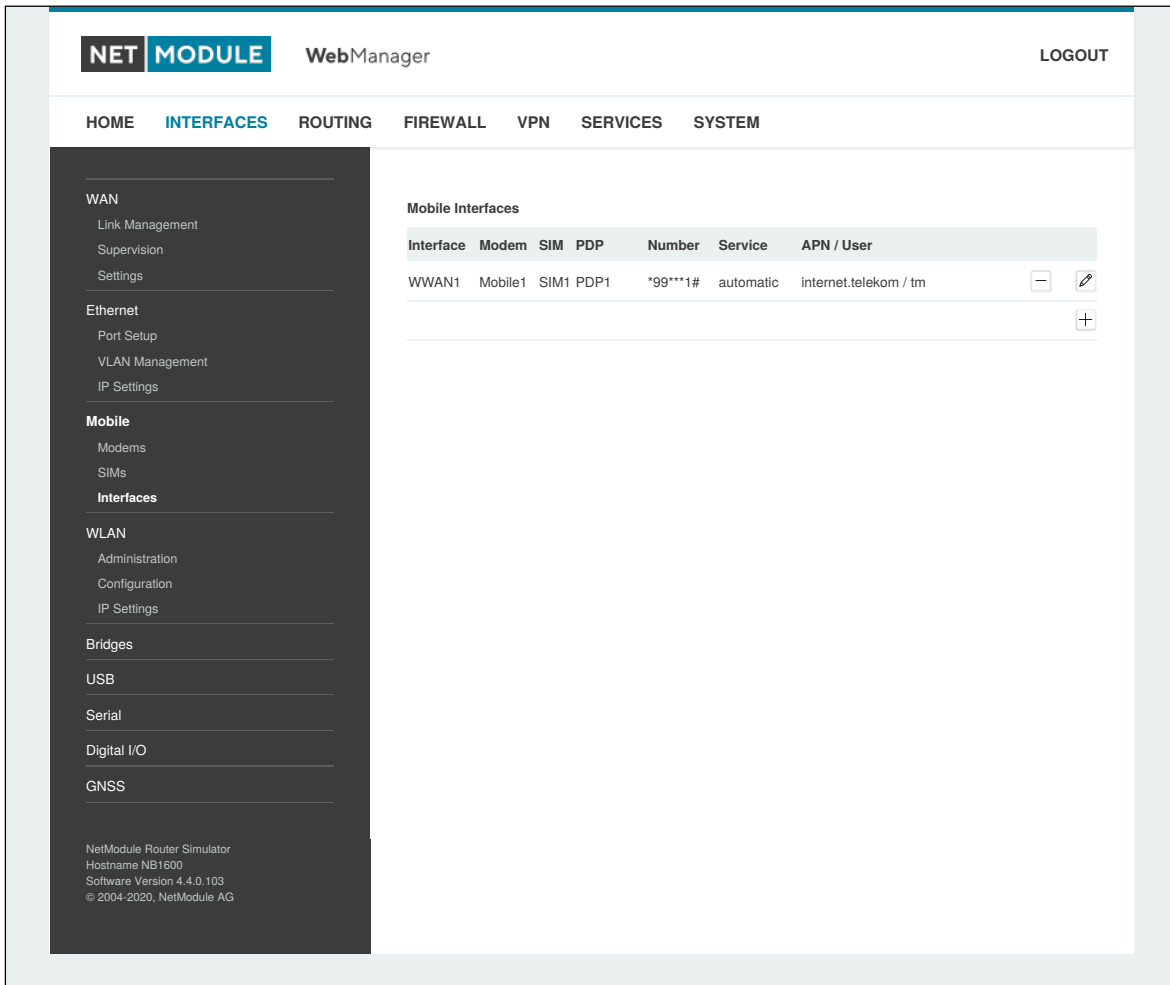 NET MODULE WebManager LOGOUT
HOME INTERFACES ROUTING FIREWALL VPN SERVICES SYSTEM
WAN
Link Management
Supervision
Settings
Ethernet
Port Setup
VLAN Management
IP Settings
Mobile
Modems
SIMs
Interfaces
WLAN
Administration
Configuration
IP Settings
Bridges
USB
Serial
Digital I/O
GNSS
NetModule Router Simulator
Hostname NB1600
Software Version 4.4.0.103
© 2004-2020, NetModule AG
Mobile Interfaces
Interface Modem SIM PDP Number Service APN / User
WWAN1 Mobile1 SIM1 PDP1 *99***1# automatic internet.telekom / tm